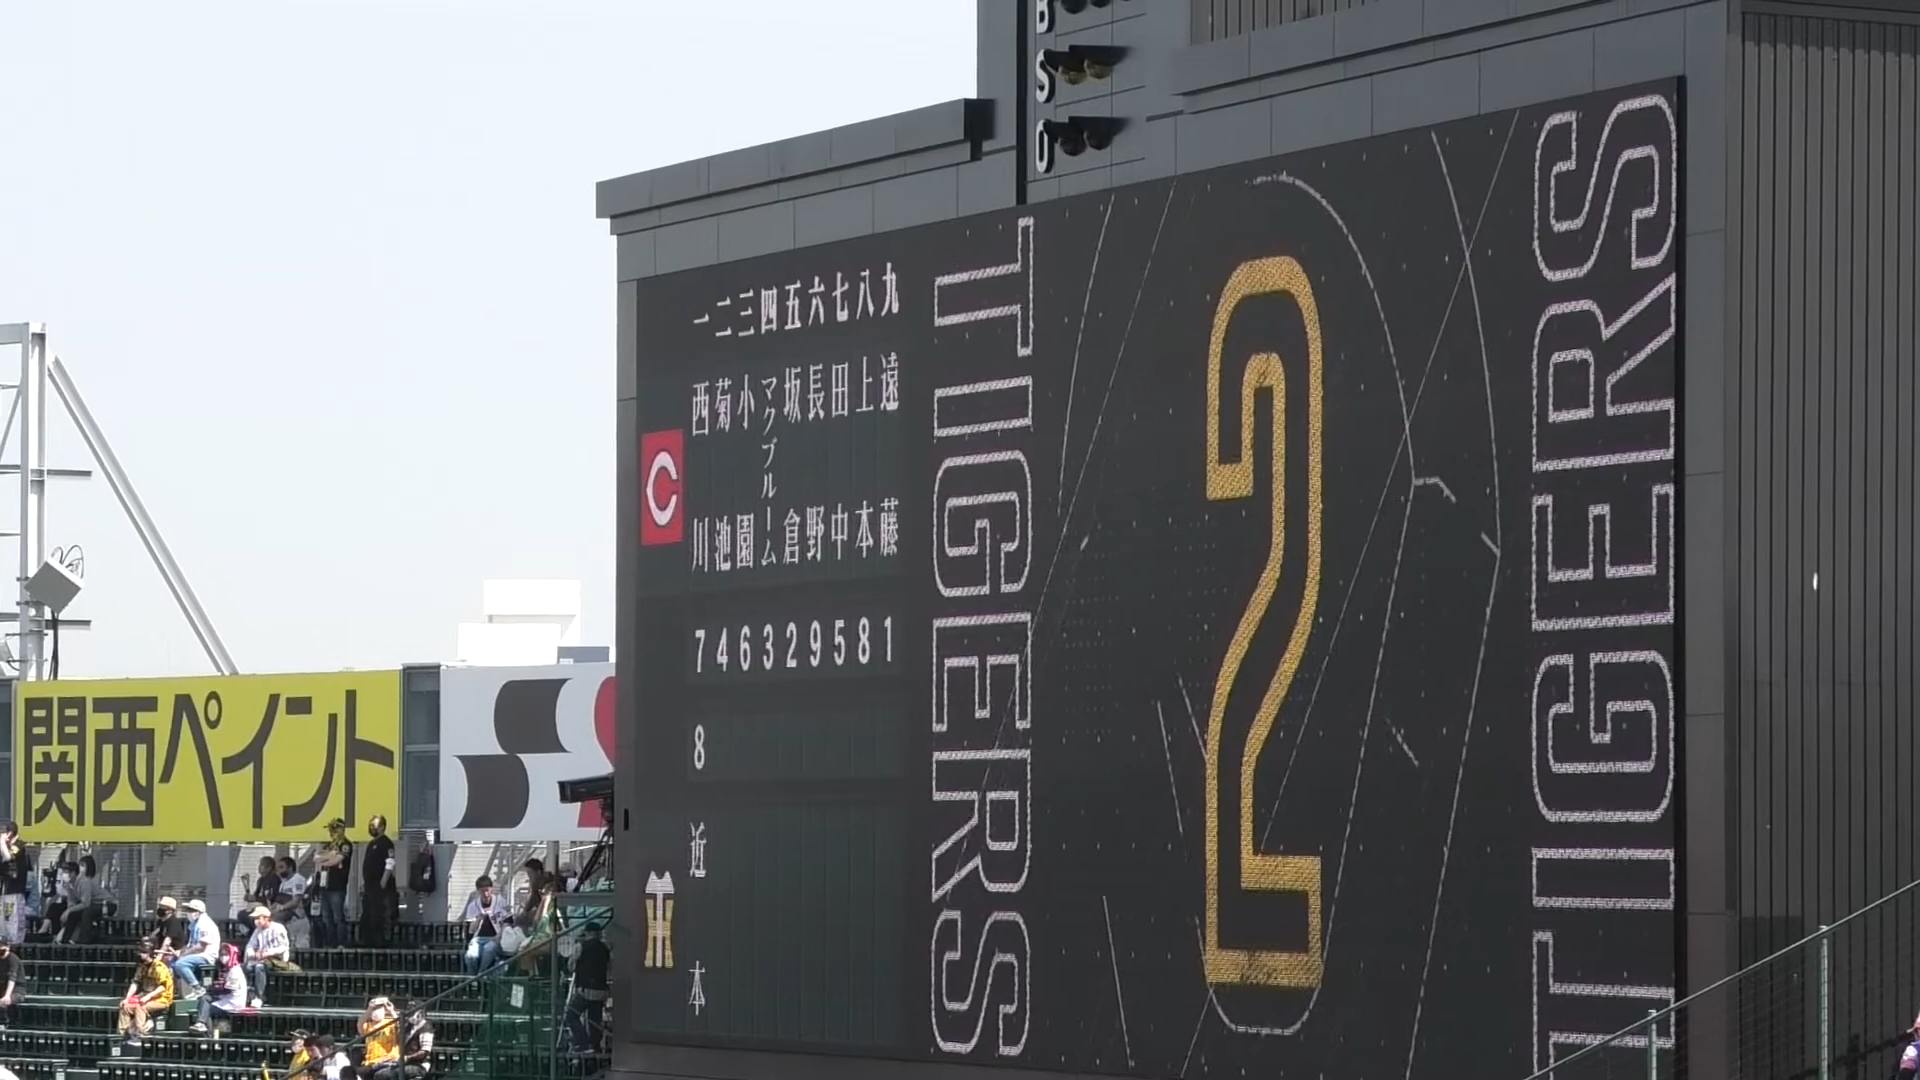 B
S
O
一二三四五六七八九
西川
菊池
小園
マクブルーム
坂倉
長野
田中
上本
遠藤
C
746329581
8
近本
TH
TIGERS
2
TIGERS
関西ペイント